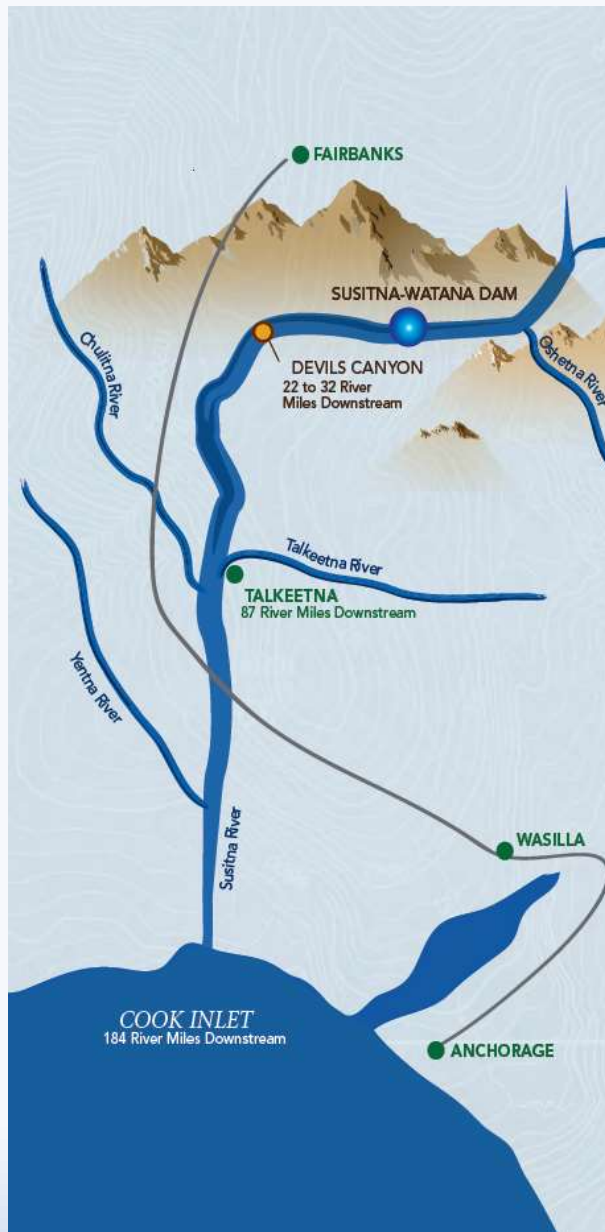 FAIRBANKS
SUSITNA-WATANA DAM
Chulitna River
DEVILS CANYON
22 to 32 River
Miles Downstream
Oshetna River
Talkeetna River
TALKEETNA
87 River Miles Downstream
Yentna River
WASILLA
Susitna River
COOK INLET
184 River Miles Downstream
ANCHORAGE